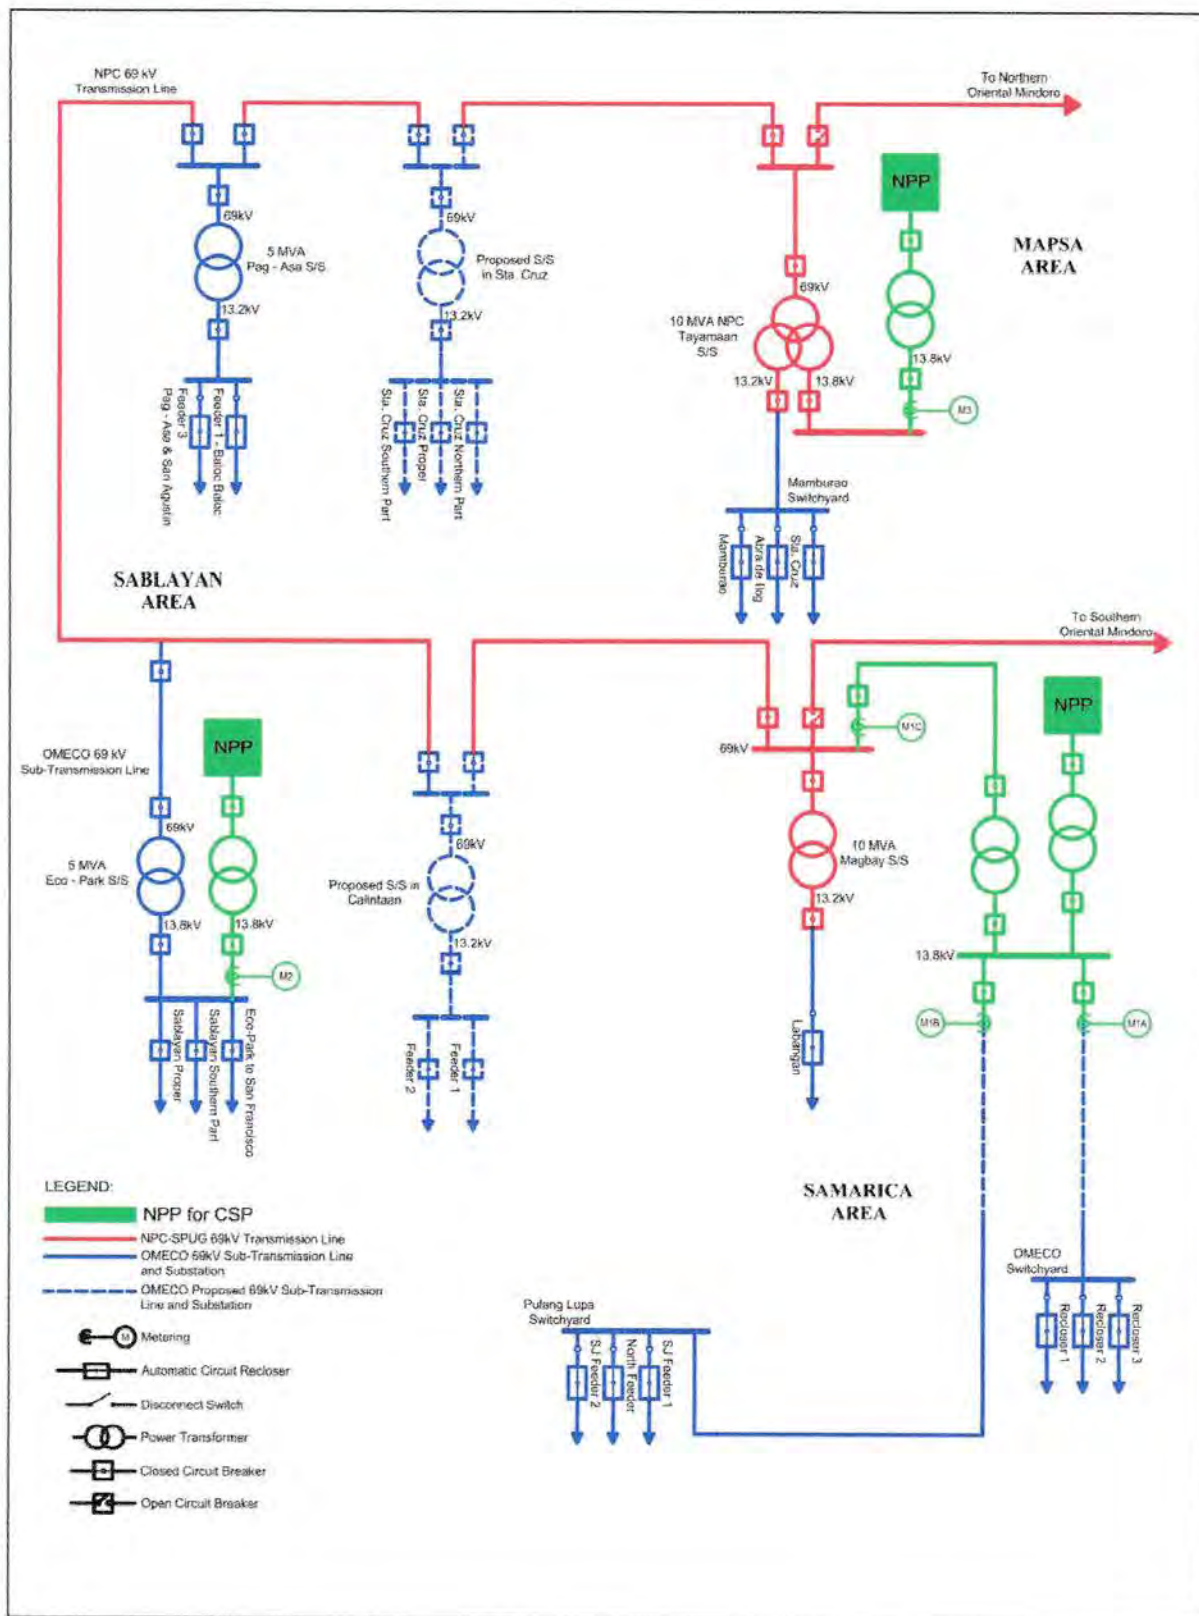 NPC 69 kV
Transmission Line
To Northern
Oriental Mindoro
NPP
MAPSA
AREA
69kV
5 MVA
Pag - Asa S/S
13.2kV
69kV
Proposed S/S
in Sta. Cruz
13.2kV
69kV
10 MVA NPC
Tayamaan
S/S
13.2kV
13.8kV
13.8kV
M3
Feeder 3
Pag - Asa & San Agustin
Feeder 1 - Baloc Baloc
Sta. Cruz Southern Part
Sta. Cruz Proper
Sta. Cruz Northern Part
Mamburao
Switchyard
Mamburao
Abra de Ilog
Sta. Cruz
SABLAYAN
AREA
To Southern
Oriental Mindoro
NPP
NPP
M1C
69kV
OMECO 69 kV
Sub-Transmission Line
69kV
5 MVA
Eco - Park S/S
13.8kV
13.8kV
M2
69kV
Proposed S/S in
Calintaan
13.2kV
10 MVA
Magbay S/S
13.2kV
13.8kV
M1B
M1A
Sablayan Proper
Sablayan Southern Part
Eco-Park to San Francisco
Feeder 2
Feeder 1
Labangan
SAMARICA
AREA
OMECO
Switchyard
Recloser 1
Recloser 2
Recloser 3
Pulang Lupa
Switchyard
SJ Feeder 2
North Feeder
SJ Feeder 1
LEGEND:
NPP for CSP
NPC-SPUG 69kV Transmission Line
OMECO 69kV Sub-Transmission Line
and Substation
OMECO Proposed 69kV Sub-Transmission
Line and Substation
M
Metering
Automatic Circuit Recloser
Disconnect Switch
Power Transformer
Closed Circuit Breaker
Open Circuit Breaker